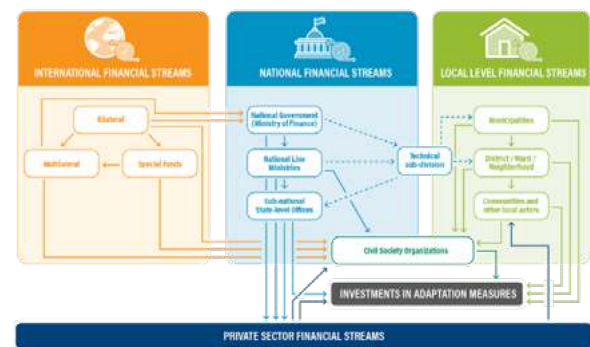 INTERNATIONAL FINANCIAL STREAMS
NATIONAL FINANCIAL STREAMS
LOCAL LEVEL FINANCIAL STREAMS
Bilateral
Multilateral
Special Funds
National Government
(Ministry of Finance)
National Line
Ministries
Sub-national
State-level Offices
Technical
sub-division
Municipalities
District / Ward /
Neighborhood
Communities and
other local actors
Civil Society Organizations
INVESTMENTS IN ADAPTATION MEASURES
PRIVATE SECTOR FINANCIAL STREAMS